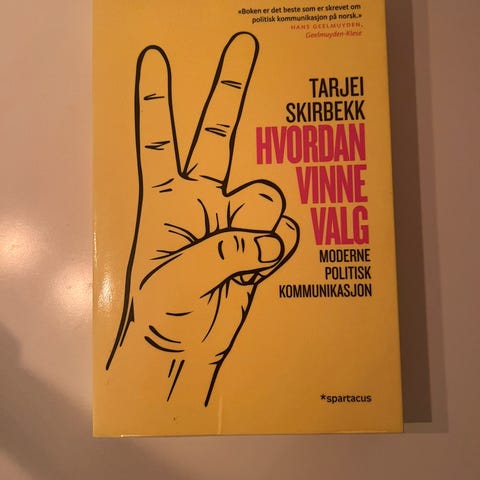 «Boken er det beste som er skrevet om
politisk kommunikasjon på norsk.»
HANS GEELMUYDEN,
Geelmuyden-Kiese
TARJEI
SKIRBEKK
HVORDAN
VINNE
VALG
MODERNE
POLITISK
KOMMUNIKASJON
*spartacus